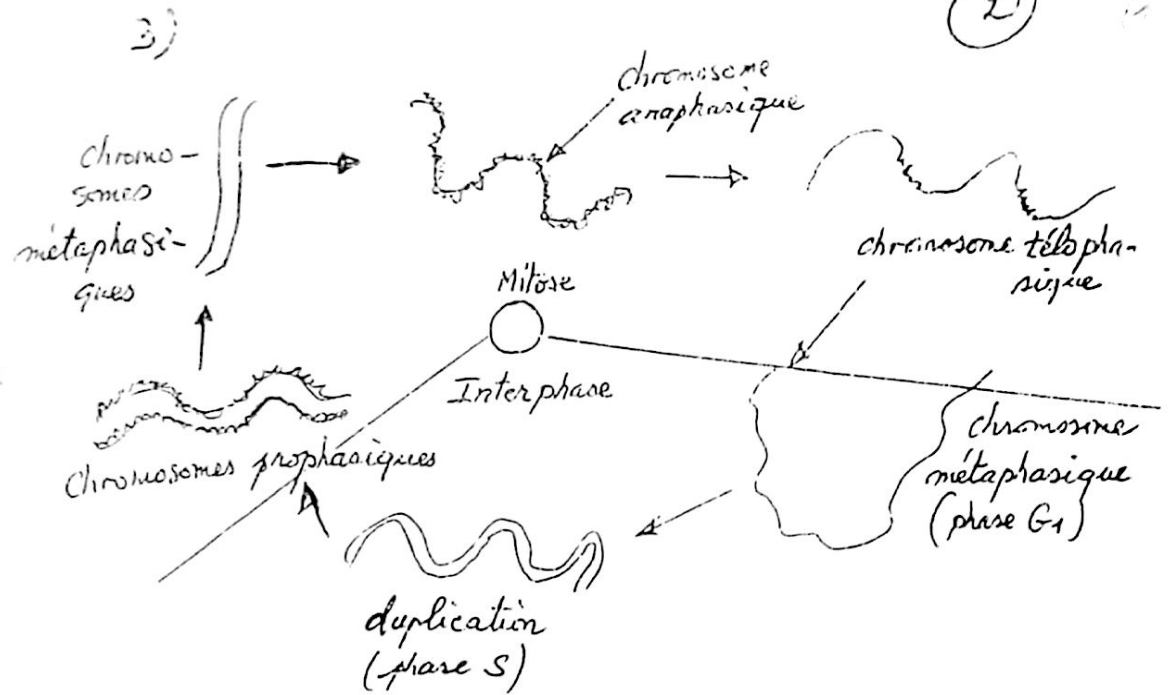 3)
2
chromosome
anaphasique
chromo-
somes
métaphasi-
ques
chromosome télopha-
sique
Mitose
Interphase
Chromosomes prophasiques
chromosome
métaphasique
(phase G1)
duplication
(phase S)